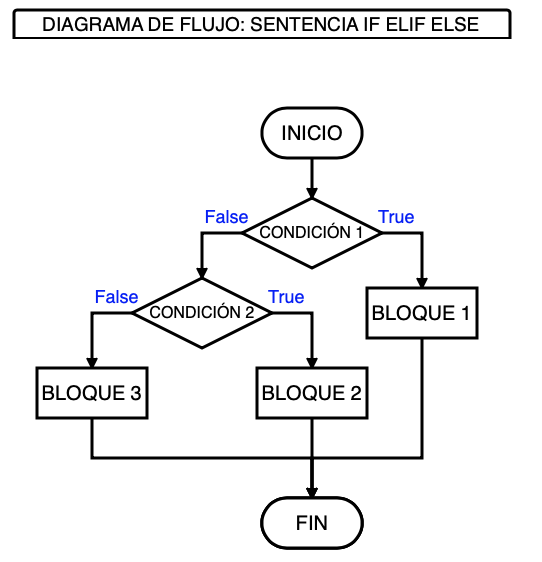 DIAGRAMA DE FLUJO: SENTENCIA IF ELIF ELSE
INICIO
False
True
CONDICIÓN 1
False
True
CONDICIÓN 2
BLOQUE 1
BLOQUE 3
BLOQUE 2
FIN